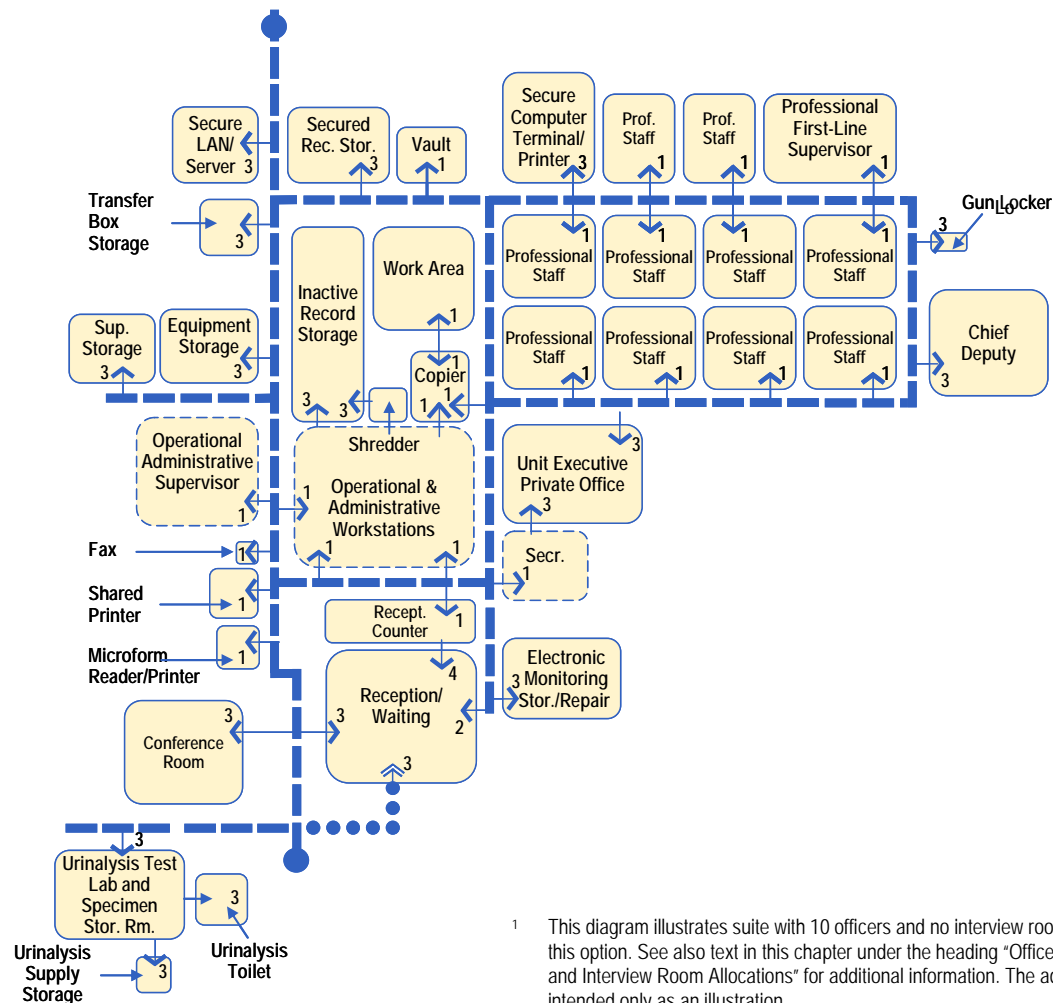 Secure
LAN/
Server 3
Secured
Rec. Stor.
3
Vault
1
Secure
Computer
Terminal/
Printer 3
Prof.
Staff
1
Prof.
Staff
1
Professional
First-Line
Supervisor
1
Transfer
Box
Storage
3
Gun Locker
3
Inactive
Record
Storage
3
3
Work Area
1
1
Professional
Staff
1
Professional
Staff
1
Professional
Staff
1
Professional
Staff
Sup.
Storage
3
Equipment
Storage
3
1
Copier
1
1
Professional
Staff
1
Professional
Staff
1
Professional
Staff
1
Professional
Staff
1
Chief
Deputy
3
Shredder
Operational
Administrative
Supervisor
1
Operational &
Administrative
Workstations
1
1
1
Unit Executive
Private Office
3
3
Fax
1
Secr.
1
Shared
Printer
1
Recept.
Counter
1
Microform
Reader/Printer
1
Reception/
Waiting
4
3
2
3
Electronic
Monitoring
Stor./Repair
3
Conference
Room
3
3
Urinalysis Test
Lab and
Specimen
Stor. Rm.
3
Urinalysis
Toilet
Urinalysis
Supply
Storage
3
1 This diagram illustrates suite with 10 officers and no interview
this option. See also text in this chapter under the heading “Office
and Interview Room Allocations” for additional information. The
intended only as an illustration